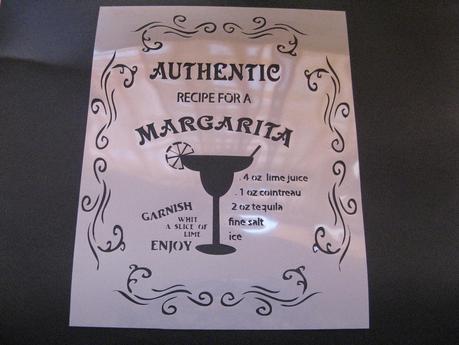 AUTHENTIC
RECIPE FOR A
MARGARITA
. 4 oz lime juice
. 1 oz cointreau
2 oz tequila
fine salt
ice
GARNISH
WHIT
A SLICE OF
LIME
ENJOY